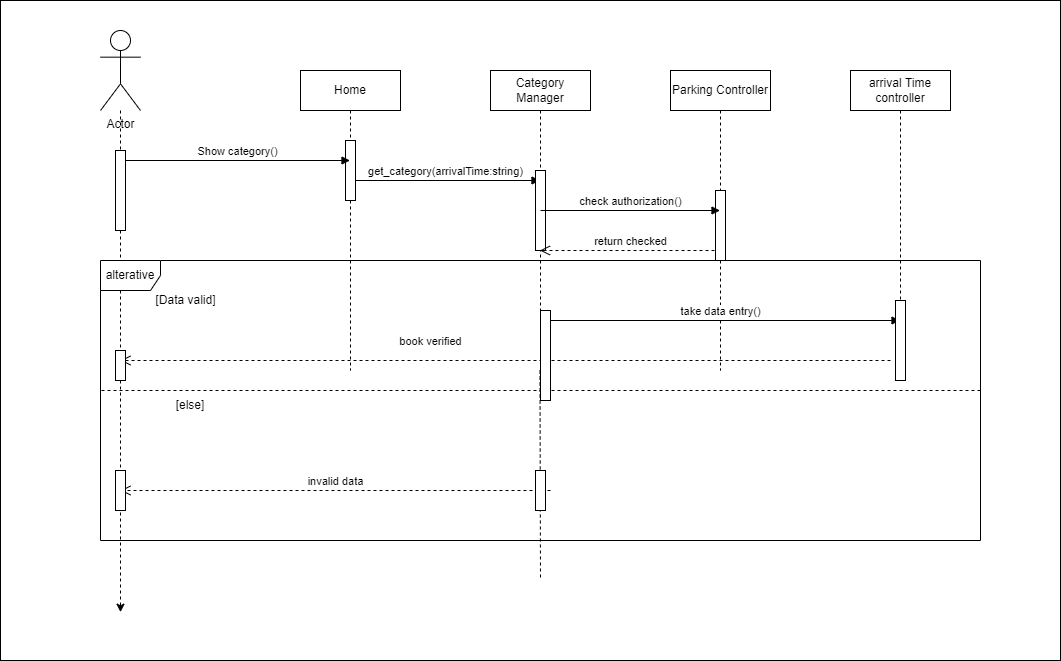 Actor
Home
Category
Manager
Parking Controller
arrival Time
controller
Show category()
get_category(arrivalTime:string)
check authorization()
return checked
alterative
[Data valid]
take data entry()
book verified
[else]
invalid data